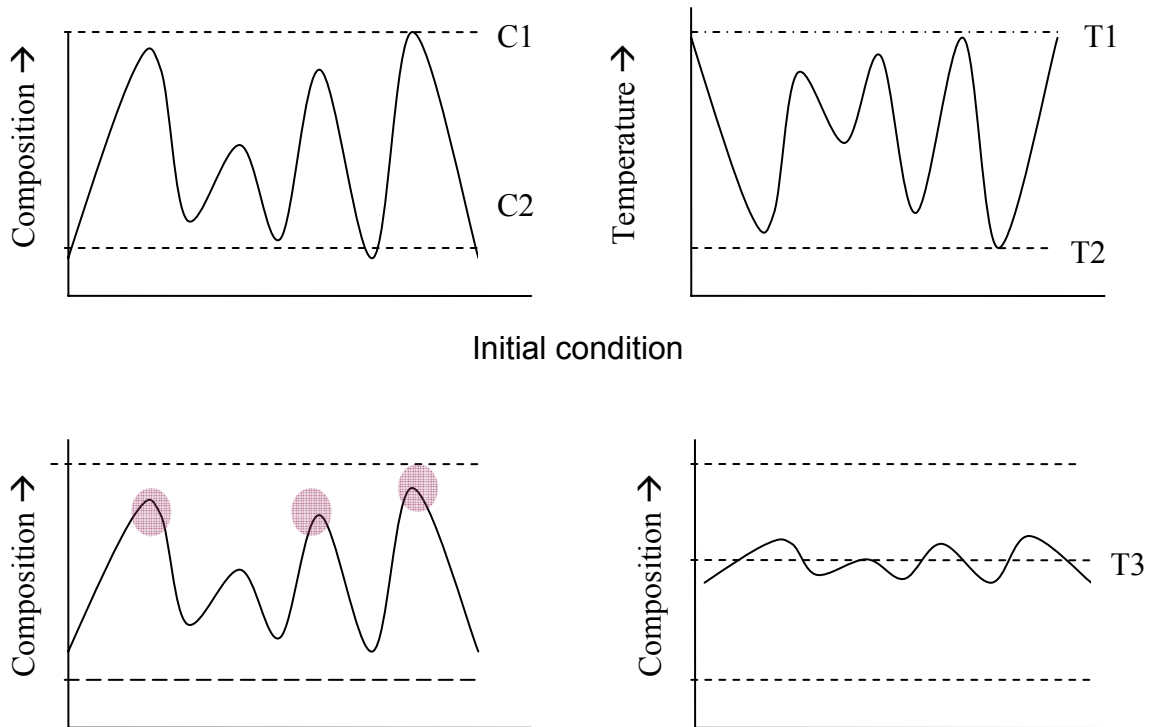 Composition →
C1
C2
Temperature →
T1
T2
Initial condition
Composition →
Composition →
T3